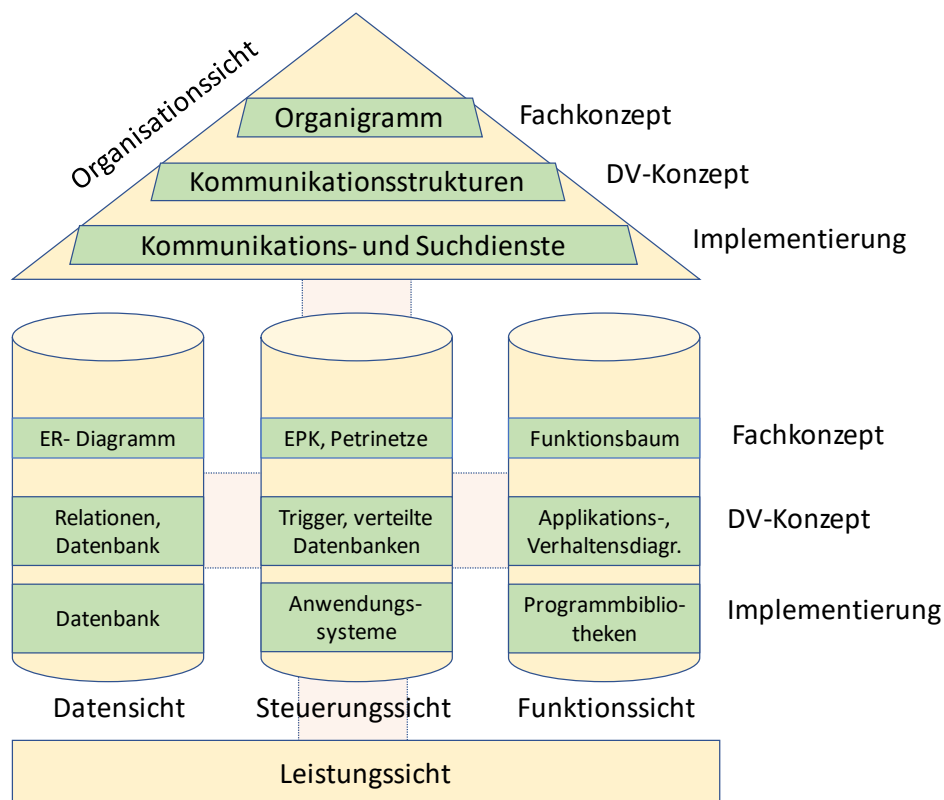 Organisationssicht
Organigramm
Fachkonzept
Kommunikationsstrukturen
DV-Konzept
Kommunikations- und Suchdienste
Implementierung
ER- Diagramm
EPK, Petrinetze
Funktionsbaum
Fachkonzept
Relationen,
Datenbank
Trigger, verteilte
Datenbanken
Applikations-,
Verhaltensdiagr.
DV-Konzept
Datenbank
Anwendungs-
systeme
Programmbiblio-
theken
Implementierung
Datensicht
Steuerungssicht
Funktionssicht
Leistungssicht